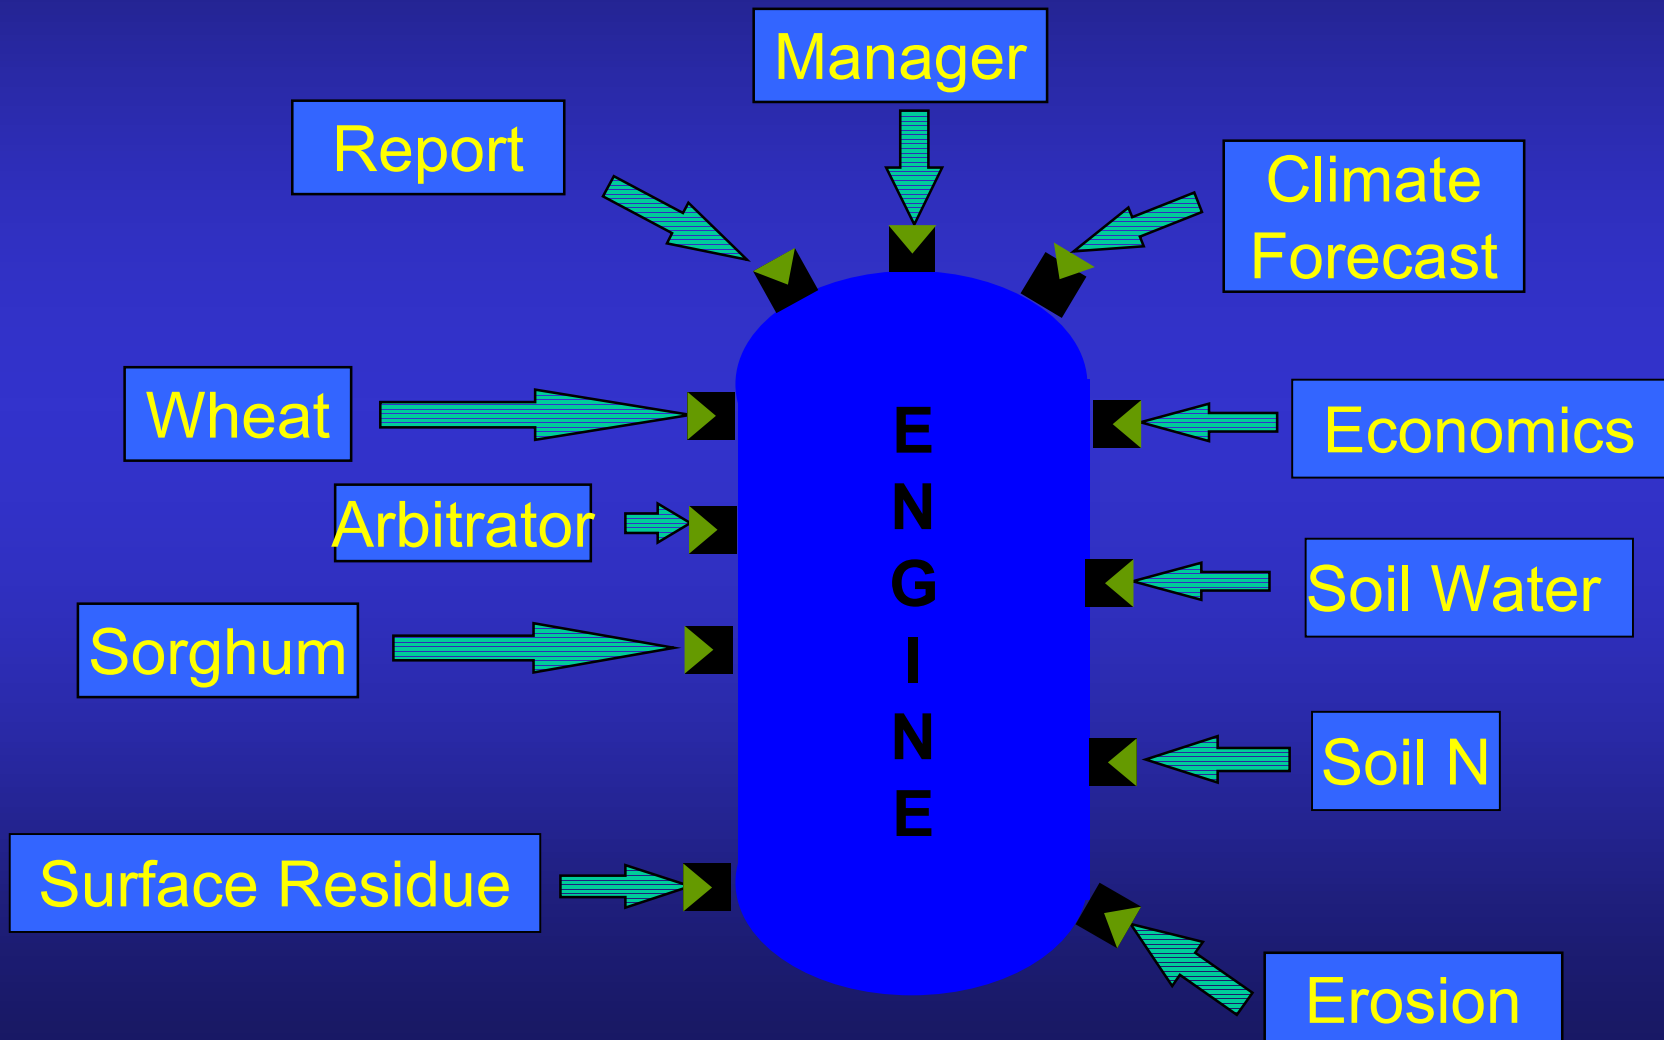 Manager
Report
Climate
Forecast
Wheat
Economics
Arbitrator
Soil Water
Sorghum
Soil N
Surface Residue
Erosion
E
N
G
I
N
E